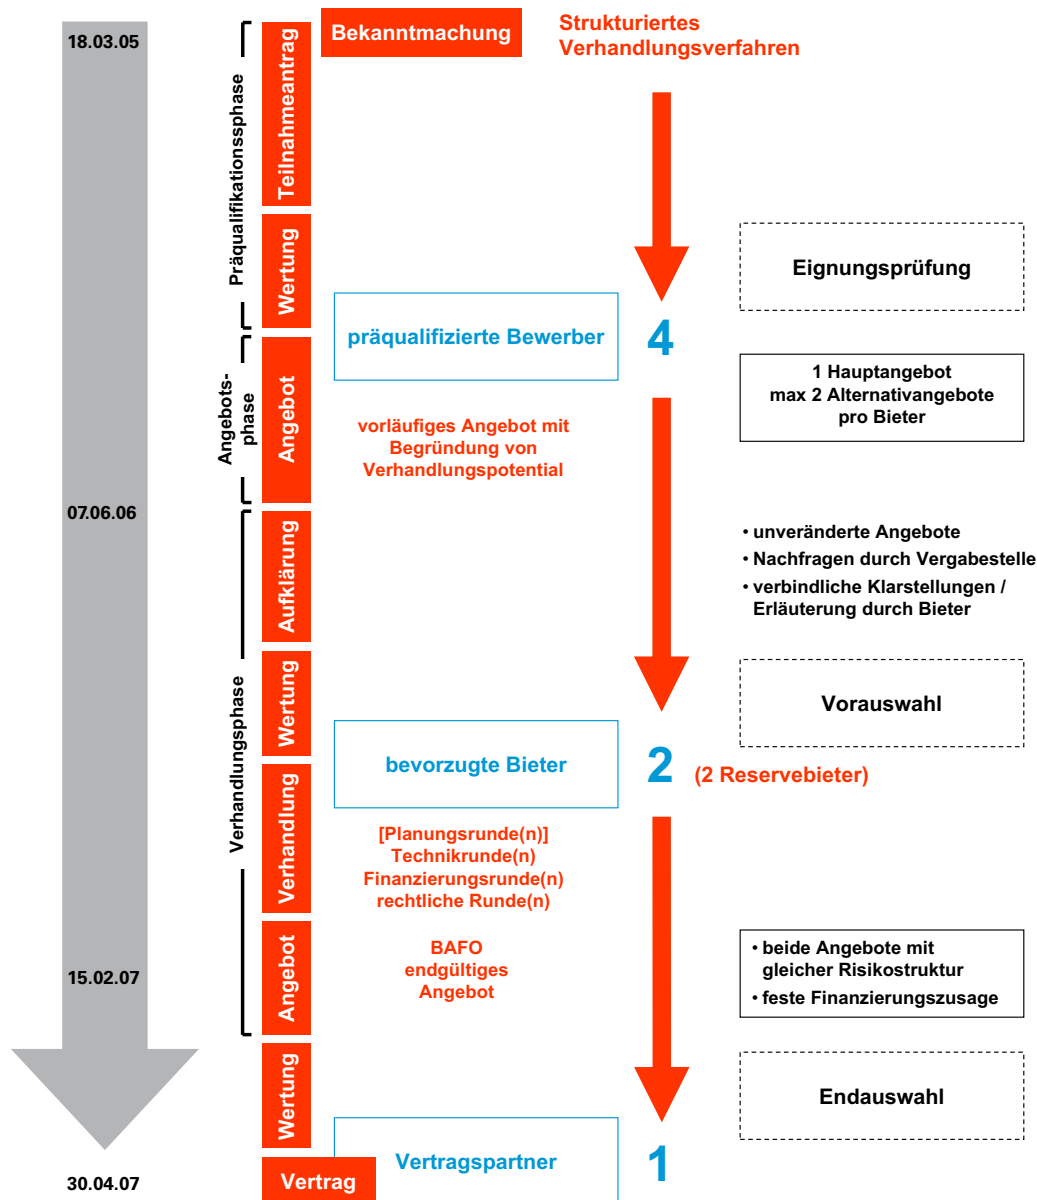 18.03.05
Bekanntmachung
Strukturiertes
Verhandlungsverfahren
Präqualifikationssphase
Teilnahmeantrag
Wertung
Eignungsprüfung
präqualifizierte Bewerber
4
Angebots-
phase
Angebot
1 Hauptangebot
max 2 Alternativangebote
pro Bieter
vorläufiges Angebot mit
Begründung von
Verhandlungspotential
07.06.06
Verhandlungsphase
Aufklärung
• unveränderte Angebote
• Nachfragen durch Vergabestelle
• verbindliche Klarstellungen /
Erläuterung durch Bieter
Wertung
Vorauswahl
bevorzugte Bieter
2
(2 Reservebieter)
Verhandlung
[Planungsrunde(n)]
Technikrunde(n)
Finanzierungsrunde(n)
rechtliche Runde(n)
15.02.07
Angebot
BAFO
endgültiges
Angebot
• beide Angebote mit
gleicher Risikostruktur
• feste Finanzierungszusage
Wertung
Endauswahl
Vertragspartner
1
30.04.07
Vertrag